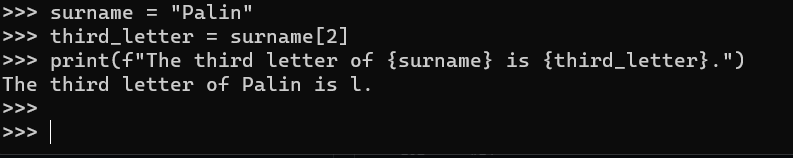 >>> surname = "Palin"
>>> third_letter = surname[2]
>>> print(f"The third letter of {surname} is {third_letter}.")
The third letter of Palin is l.
>>>
>>>